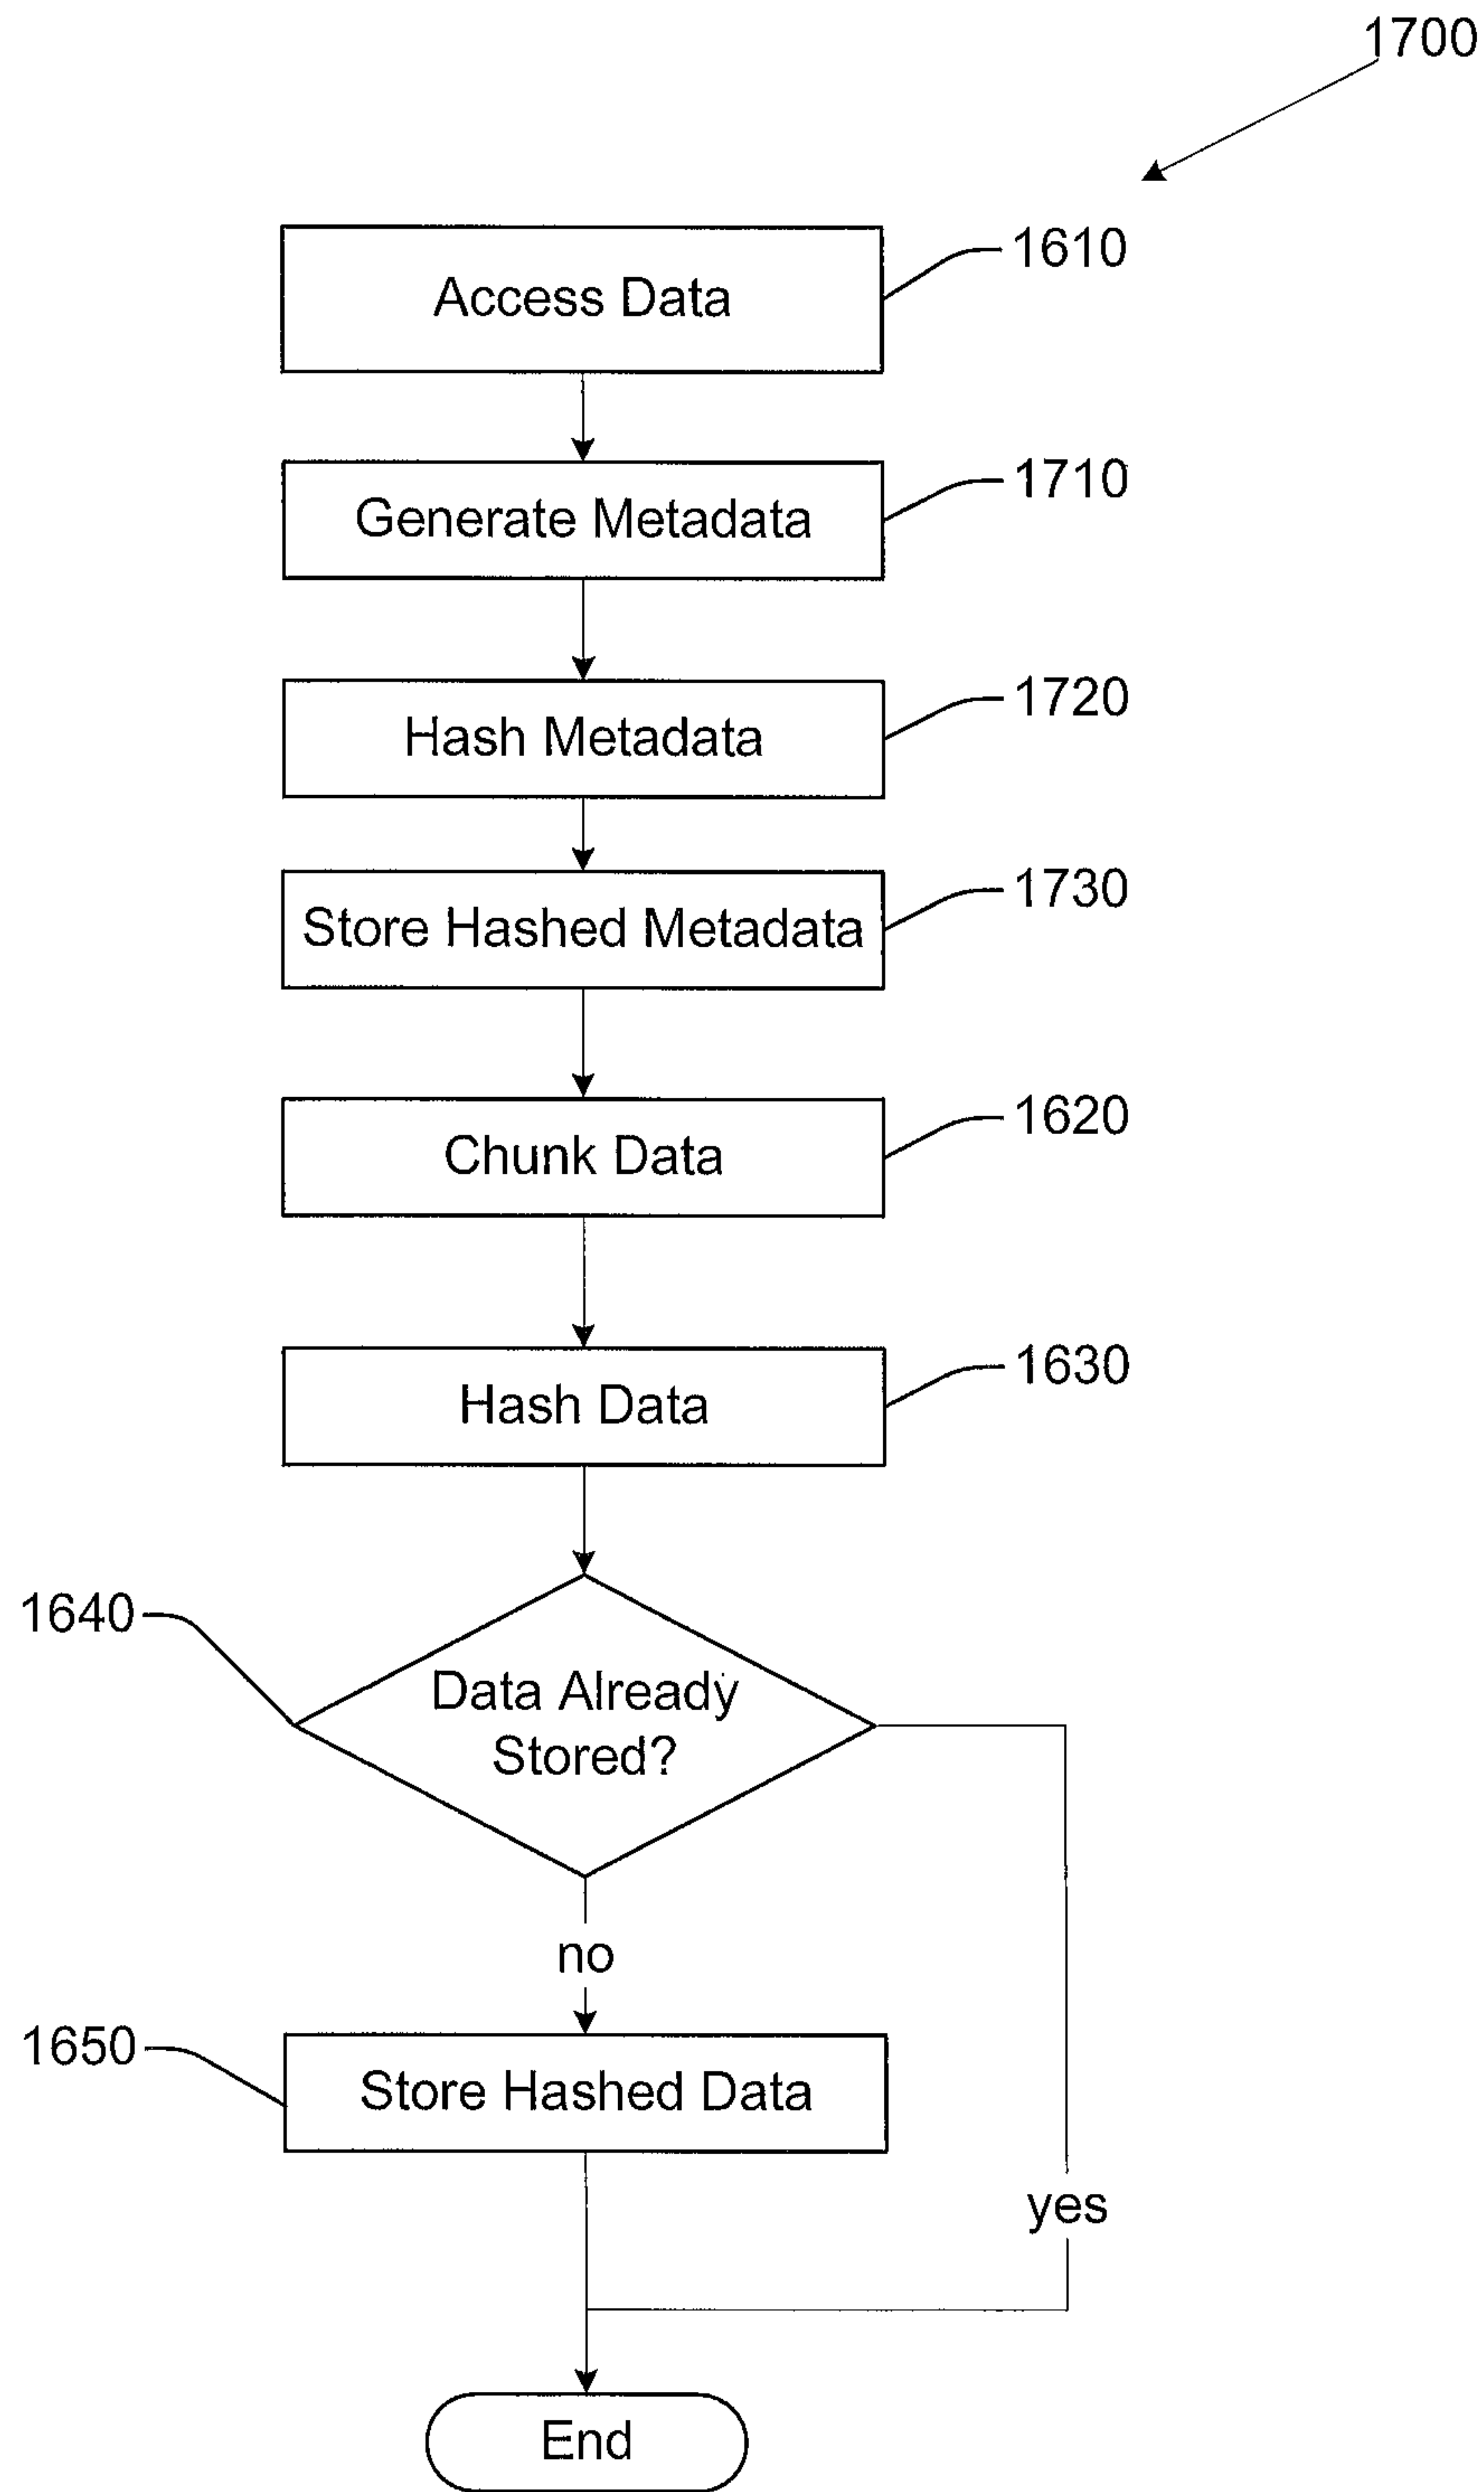 1700
Access Data
1610
Generate Metadata
1710
Hash Metadata
1720
Store Hashed Metadata
1730
Chunk Data
1620
Hash Data
1630
1640
Data Already
Stored?
no
1650
Store Hashed Data
yes
End